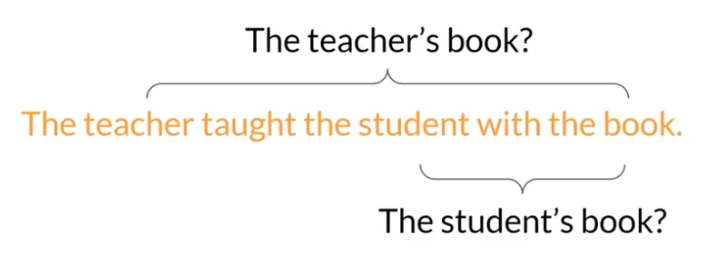 The teacher's book?
The teacher taught the student with the book.
The student's book?